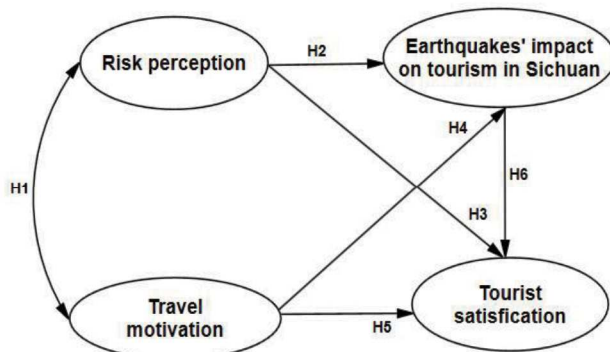 Risk perception
H2
Earthquakes' impact
on tourism in Sichuan
H4
H1
H6
H3
Travel
motivation
H5
Tourist
satisfication